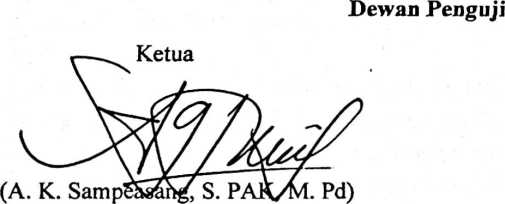 Dewan Penguji
Ketua
(A. K. Sampeasang, S. PAK, M. Pd)